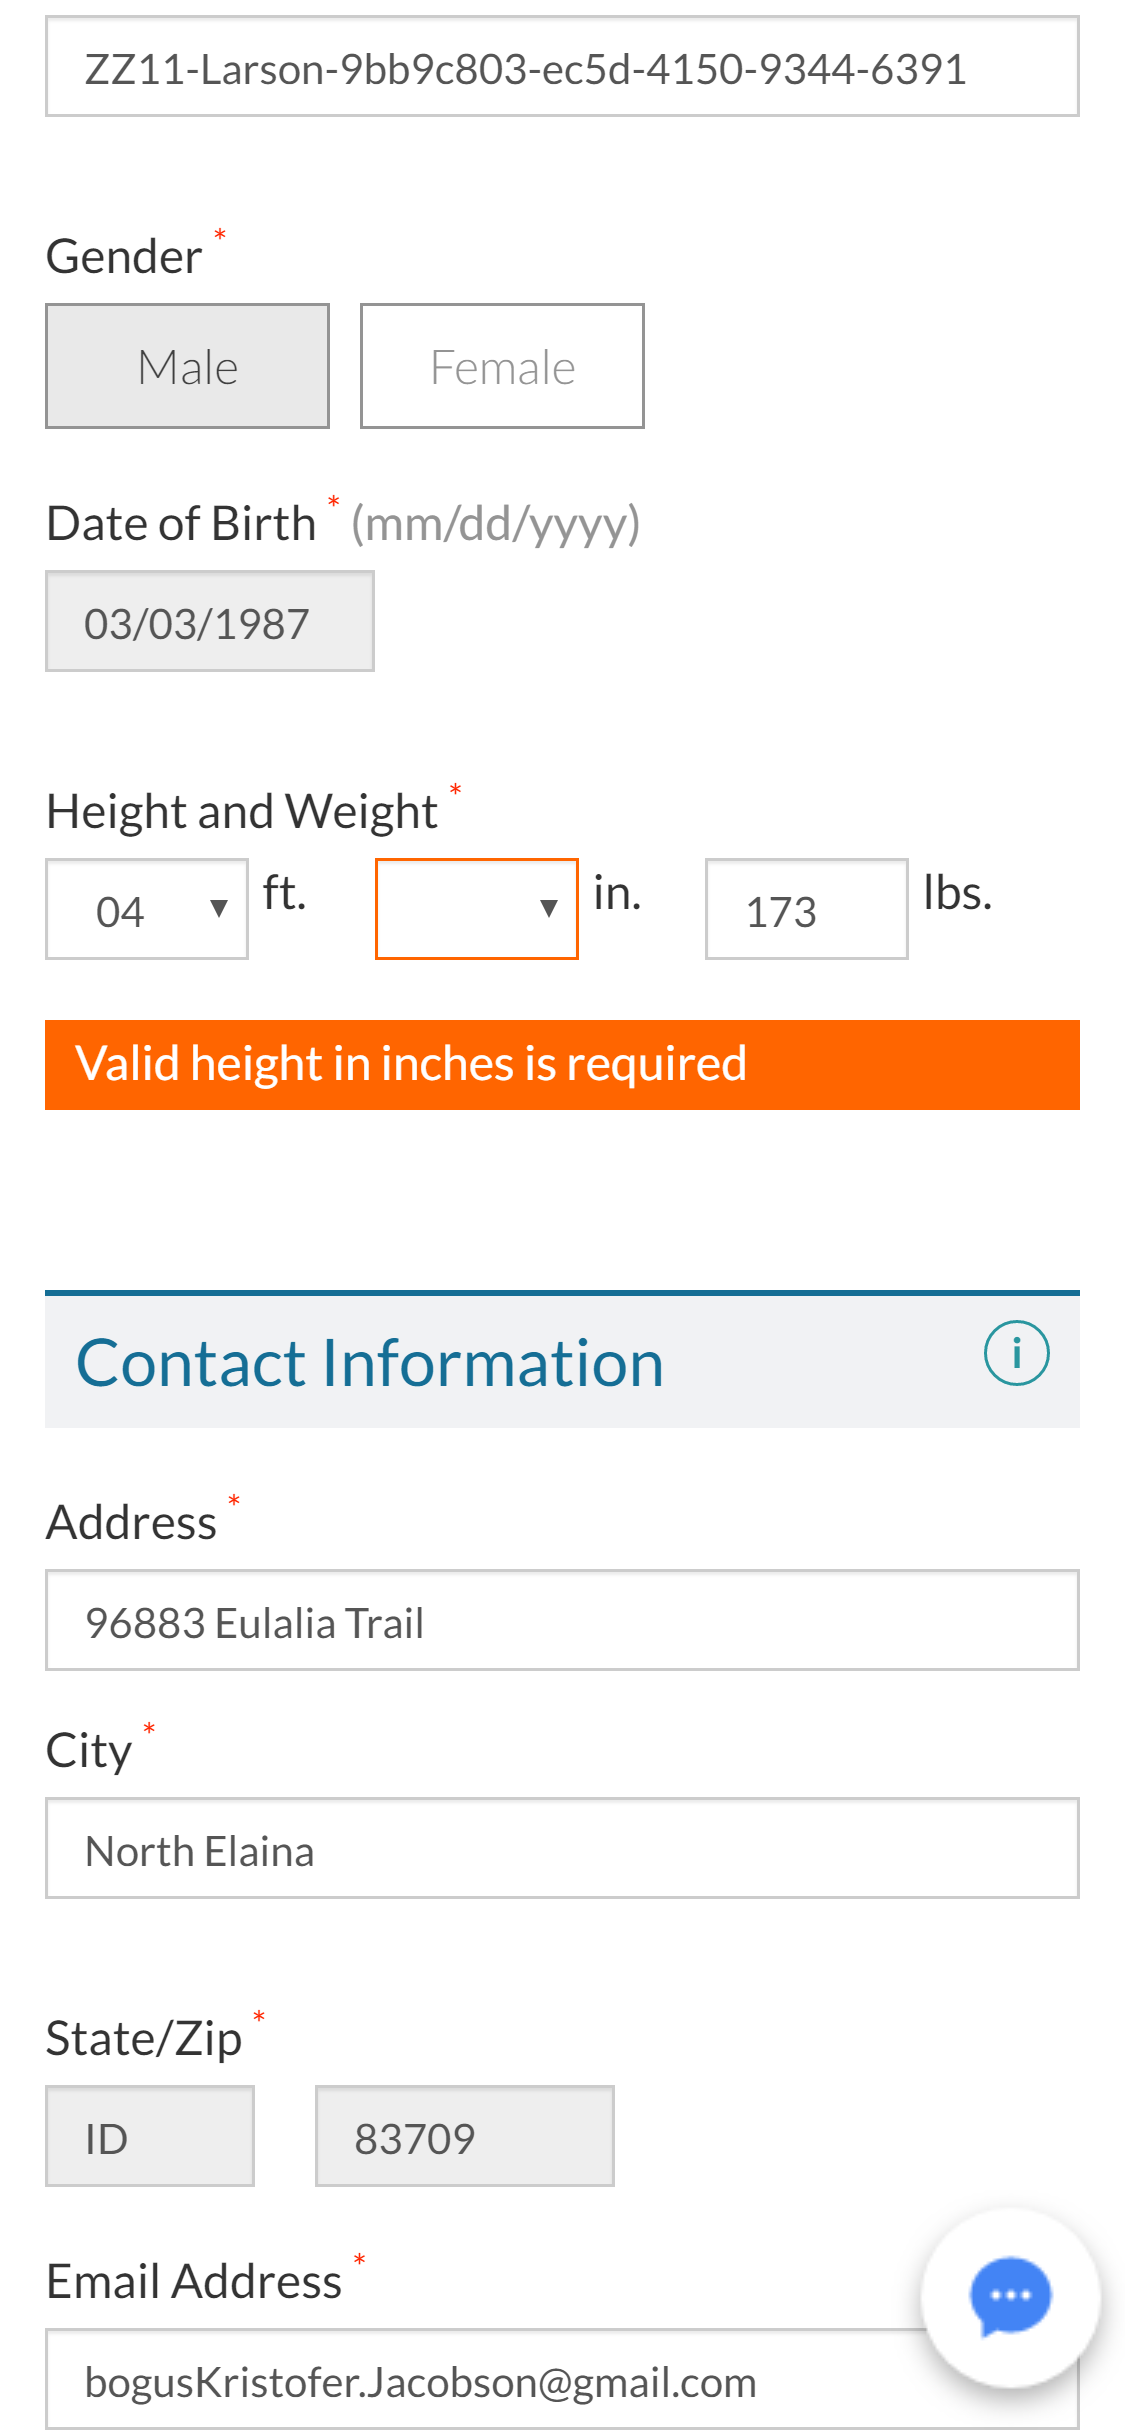 ZZ11-Larson-9bb9c803-ec5d-4150-9344-6391
Gender *
Male Female
Date of Birth * (mm/dd/yyyy)
03/03/1987
Height and Weight *
04 ft. in. 173 lbs.
Valid height in inches is required
Contact Information i
Address *
96883 Eulalia Trail
City *
North Elaina
State/Zip *
ID 83709
Email Address *
bogusKristofer.Jacobson@gmail.com